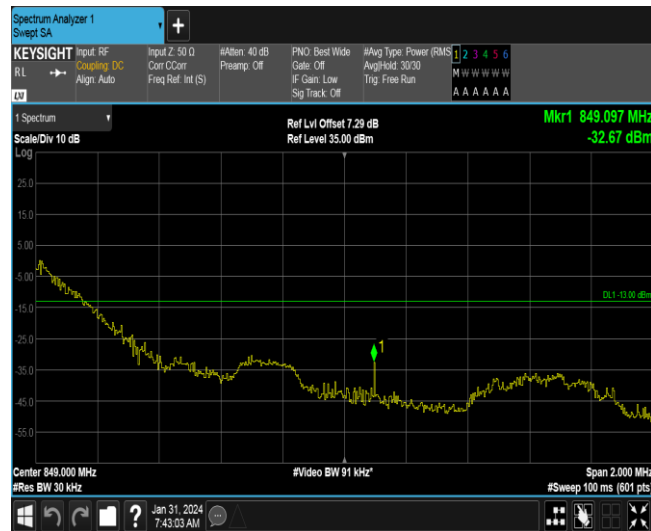 Spectrum Analyzer 1
Swept SA
+
KEYSIGHT
RL
LXI
Input: RF
Coupling: DC
Align: Auto
Input Z: 50 Ω
Corr CCorr
Freq Ref: Int (S)
#Atten: 40 dB
Preamp: Off
PNO: Best Wide
Gate: Off
IF Gain: Low
Sig Track: Off
#Avg Type: Power (RMS
Avg|Hold: 30/30
Trig: Free Run
1 2 3 4 5 6
M W W W W W
A A A A A A
1 Spectrum
Scale/Div 10 dB
Log
Ref Lvl Offset 7.29 dB
Ref Level 35.00 dBm
Mkr1 849.097 MHz
-32.67 dBm
25.0
15.0
5.00
-5.00
DL1 -13.00 dBm
-15.0
-25.0
1
-35.0
-45.0
-55.0
Center 849.000 MHz
#Res BW 30 kHz
#Video BW 91 kHz*
Span 2.000 MHz
#Sweep 100 ms (601 pts)
?
Jan 31, 2024
7:43:03 AM